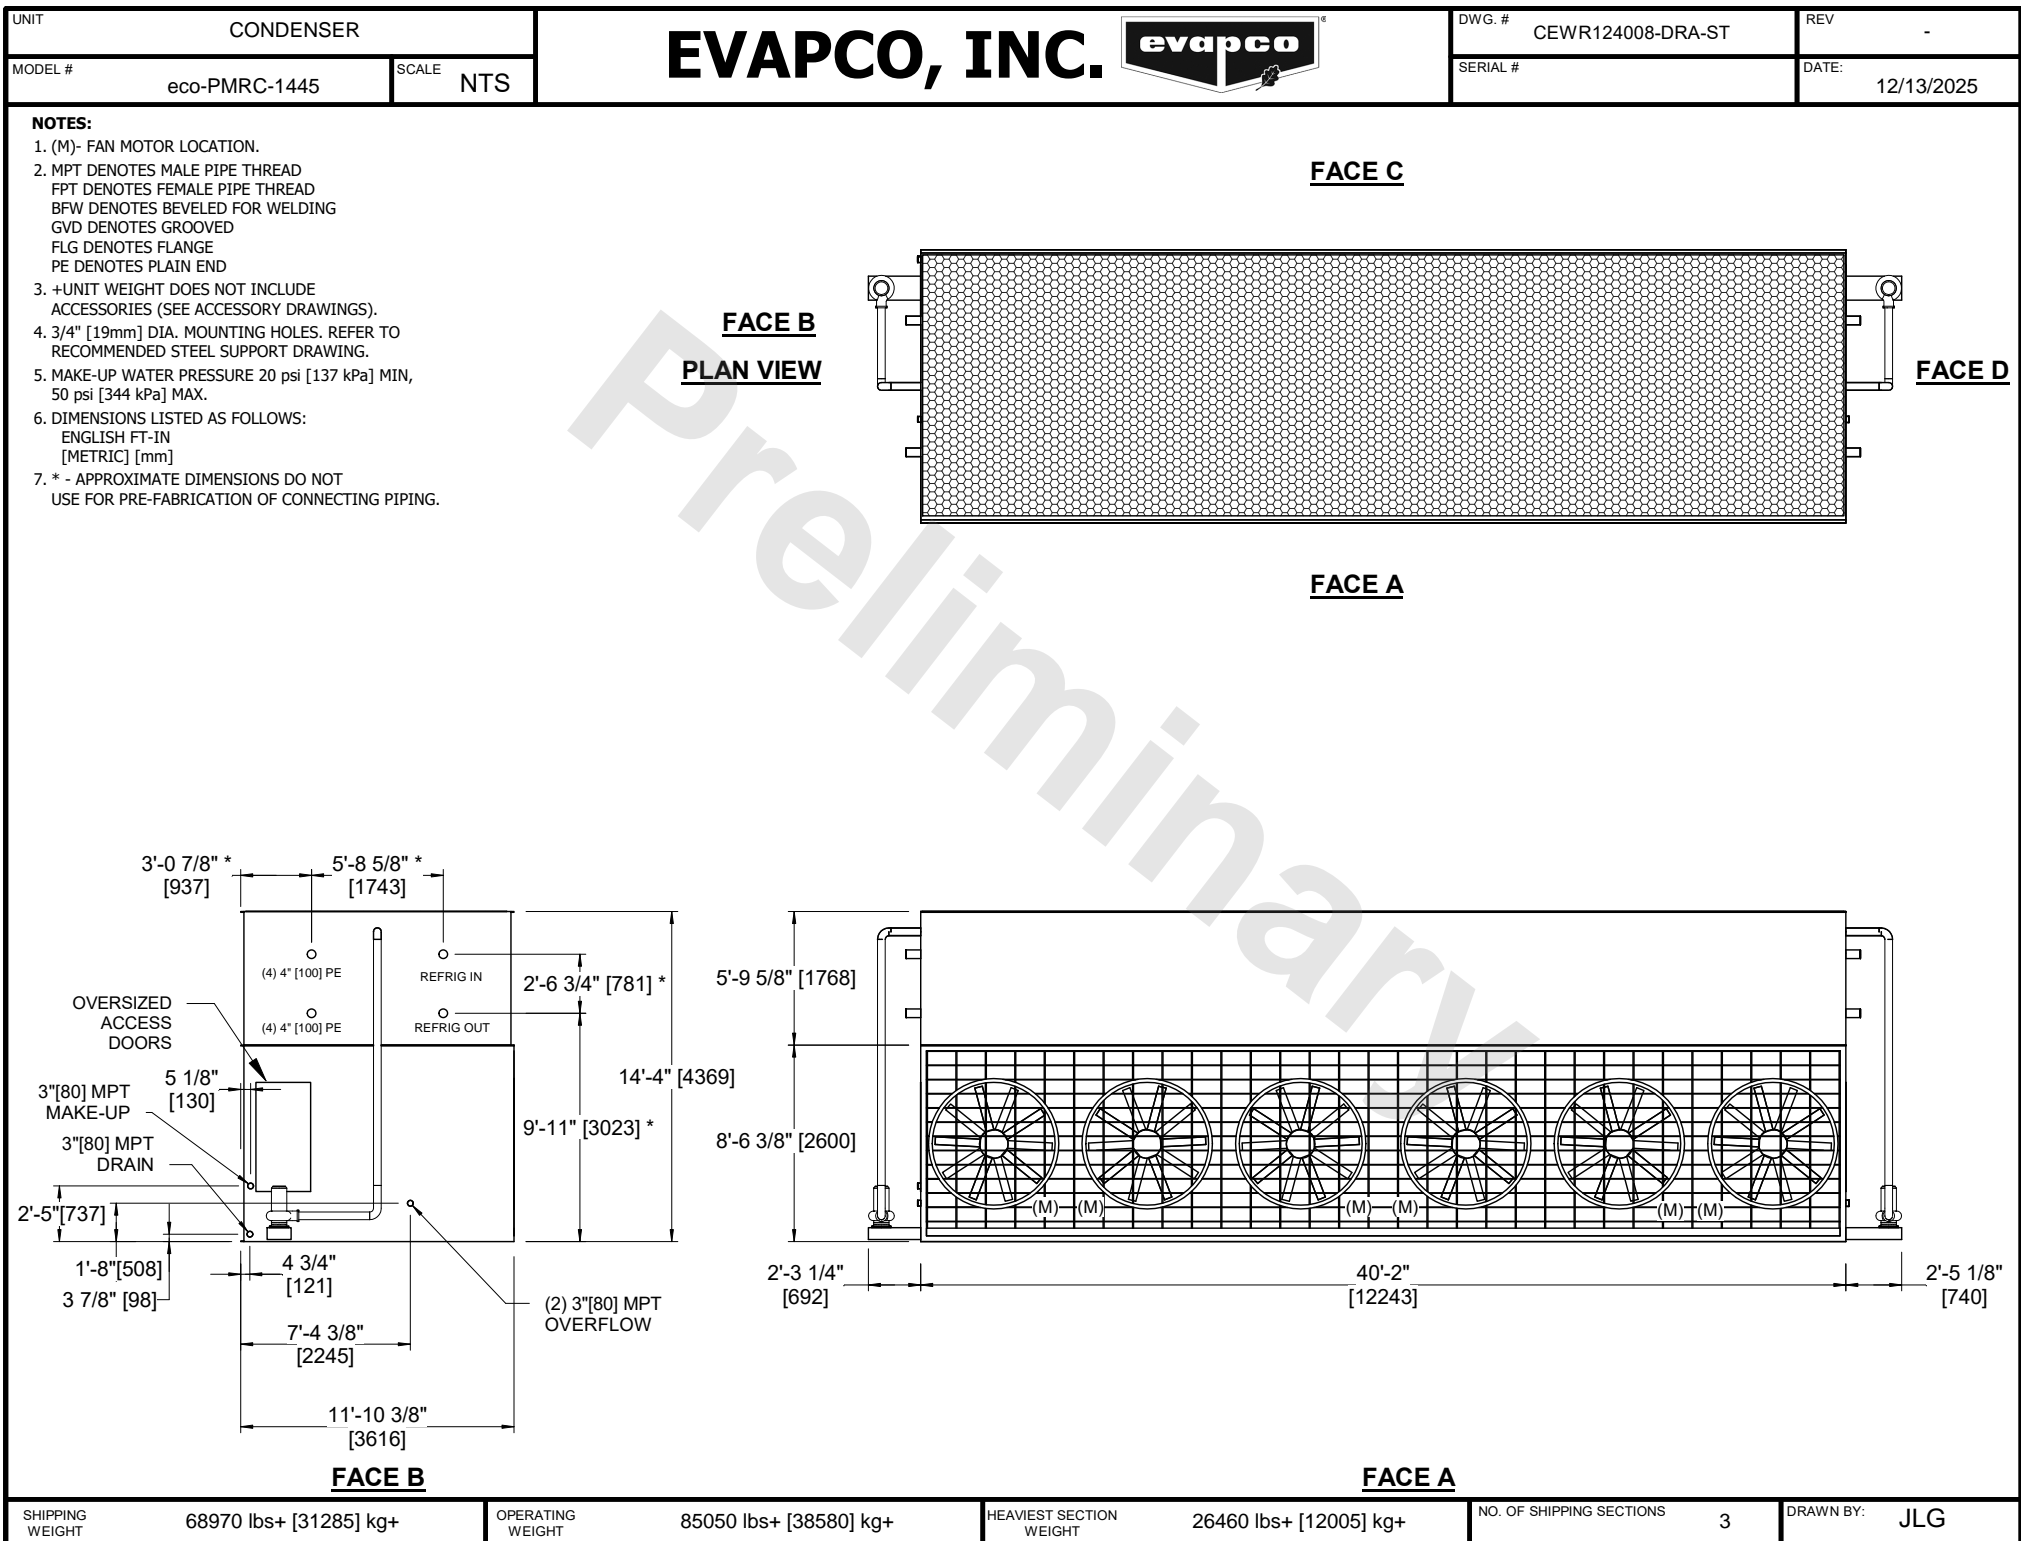 UNIT
CONDENSER
MODEL #
eco-PMRC-1445
SCALE
NTS
EVAPCO, INC.
evapco
®
DWG. #
CEWR124008-DRA-ST
REV
-
SERIAL #
DATE:
12/13/2025
NOTES:
1. (M)- FAN MOTOR LOCATION.
2. MPT DENOTES MALE PIPE THREAD
FPT DENOTES FEMALE PIPE THREAD
BFW DENOTES BEVELED FOR WELDING
GVD DENOTES GROOVED
FLG DENOTES FLANGE
PE DENOTES PLAIN END
3. +UNIT WEIGHT DOES NOT INCLUDE
ACCESSORIES (SEE ACCESSORY DRAWINGS).
4. 3/4" [19mm] DIA. MOUNTING HOLES. REFER TO
RECOMMENDED STEEL SUPPORT DRAWING.
5. MAKE-UP WATER PRESSURE 20 psi [137 kPa] MIN,
50 psi [344 kPa] MAX.
6. DIMENSIONS LISTED AS FOLLOWS:
ENGLISH FT-IN
[METRIC] [mm]
7. * - APPROXIMATE DIMENSIONS DO NOT
USE FOR PRE-FABRICATION OF CONNECTING PIPING.
FACE C
FACE B
PLAN VIEW
FACE D
FACE A
Preliminary
3'-0 7/8" *
[937]
5'-8 5/8" *
[1743]
(4) 4" [100] PE
REFRIG IN
(4) 4" [100] PE
REFRIG OUT
2'-6 3/4" [781] *
14'-4" [4369]
9'-11" [3023] *
OVERSIZED
ACCESS
DOORS
5 1/8"
[130]
3"[80] MPT
MAKE-UP
3"[80] MPT
DRAIN
2'-5"[737]
1'-8"[508]
3 7/8" [98]
4 3/4"
[121]
7'-4 3/8"
[2245]
11'-10 3/8"
[3616]
(2) 3"[80] MPT
OVERFLOW
FACE B
5'-9 5/8" [1768]
8'-6 3/8" [2600]
(M) (M) (M) (M) (M) (M)
2'-3 1/4"
[692]
40'-2"
[12243]
2'-5 1/8"
[740]
FACE A
SHIPPING
WEIGHT
68970 lbs+ [31285] kg+
OPERATING
WEIGHT
85050 lbs+ [38580] kg+
HEAVIEST SECTION
WEIGHT
26460 lbs+ [12005] kg+
NO. OF SHIPPING SECTIONS
3
DRAWN BY:
JLG